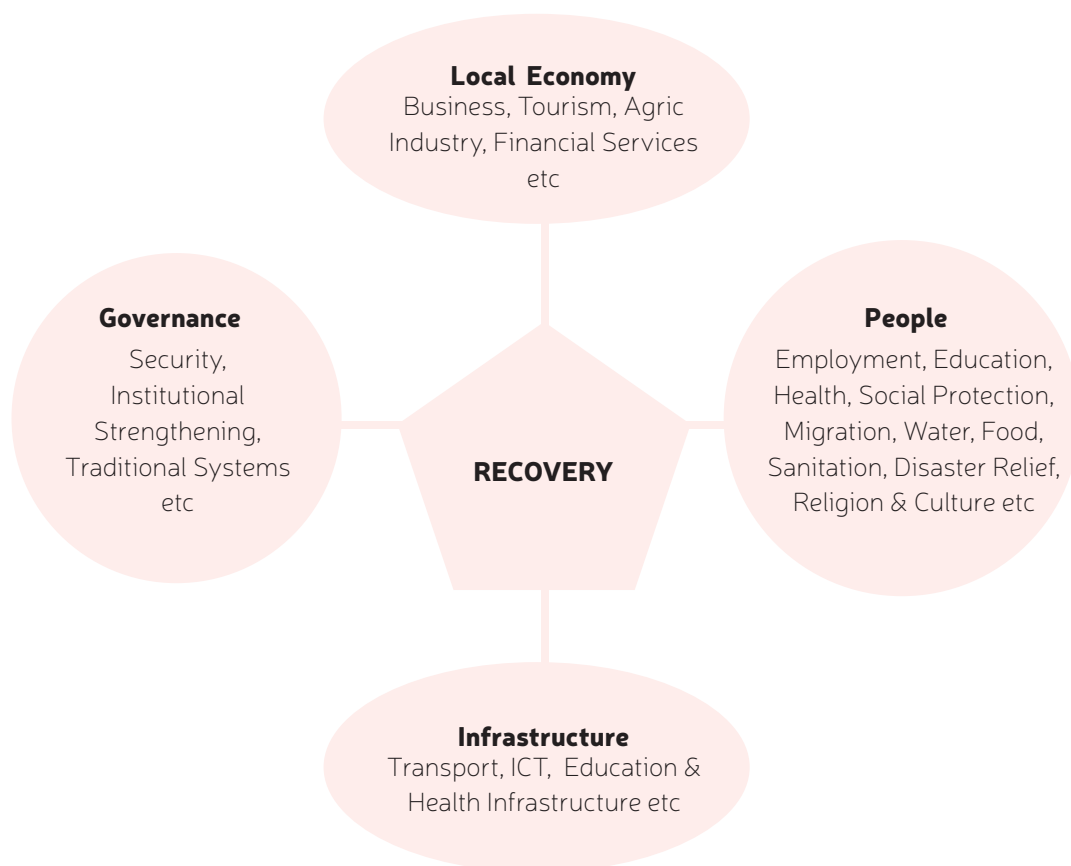 Local Economy
Business, Tourism, Agric
Industry, Financial Services
etc
Governance
Security,
Institutional
Strengthening,
Traditional Systems
etc
RECOVERY
People
Employment, Education,
Health, Social Protection,
Migration, Water, Food,
Sanitation, Disaster Relief,
Religion & Culture etc
Infrastructure
Transport, ICT, Education &
Health Infrastructure etc